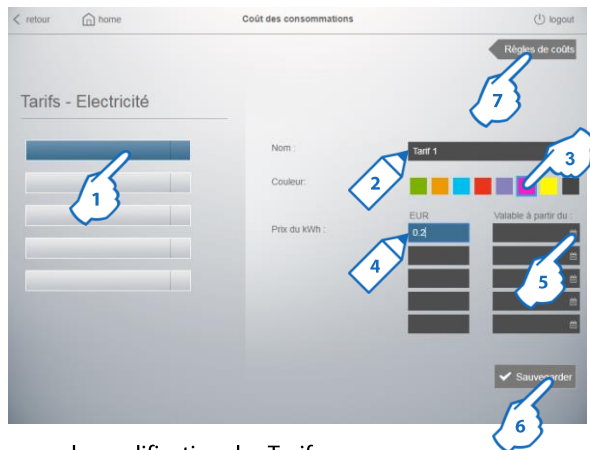 retour home Coût des consommations logout
Règles de coûts
7
Tarifs - Electricité
Nom : Tarif 1
3
1
2
Couleur:
EUR Valable à partir du :
Prix du kWh : 0.2
4
5
Sauvegarder
6